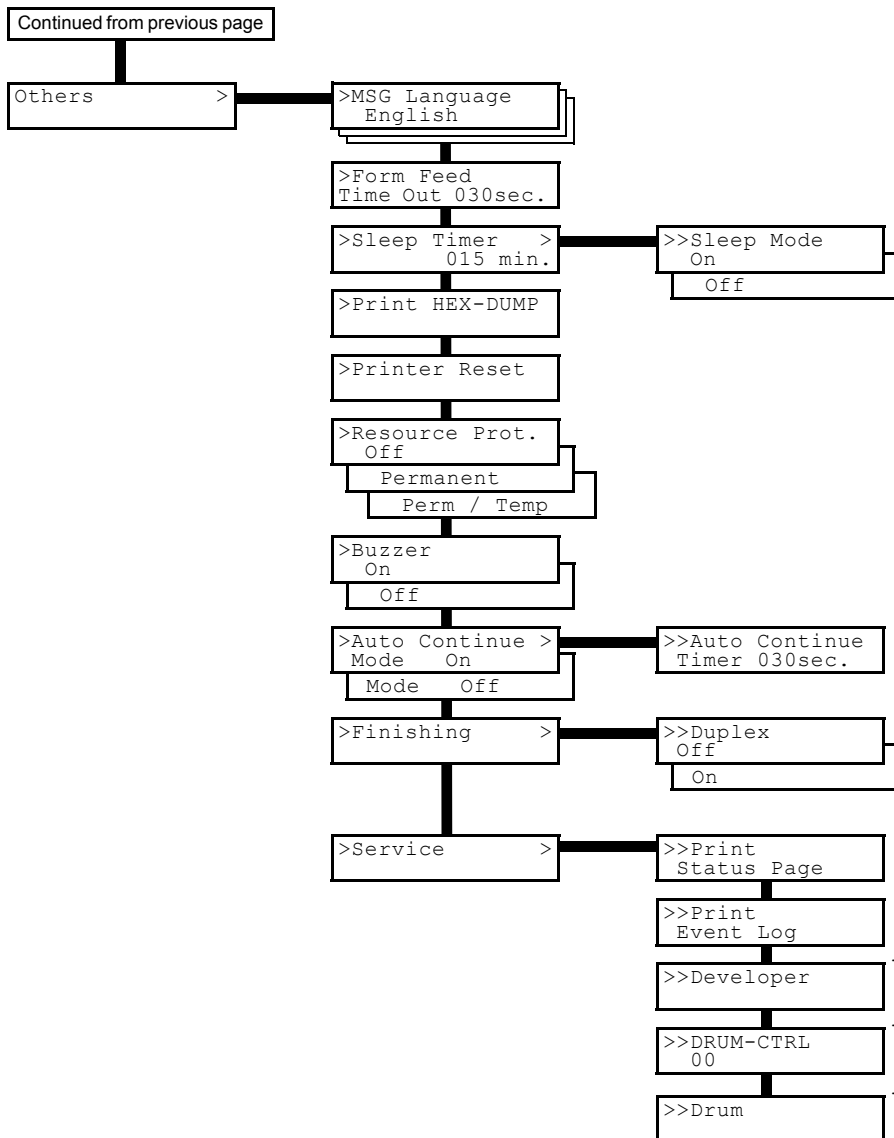 Continued from previous page
Others >
>MSG Language
English
>Form Feed
Time Out 030sec.
>Sleep Timer >
015 min.
>>Sleep Mode
On
Off
>Print HEX-DUMP
>Printer Reset
>Resource Prot.
Off
Permanent
Perm / Temp
>Buzzer
On
Off
>Auto Continue >
Mode On
Mode Off
>>Auto Continue
Timer 030sec.
>Finishing >
>>Duplex
Off
On
>Service >
>>Print
Status Page
>>Print
Event Log
>>Developer
>>DRUM-CTRL
00
>>Drum